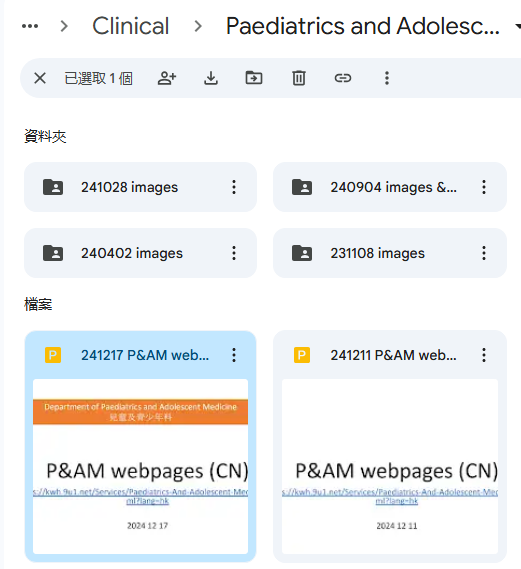 Clinical
Paediatrics and Adolesc...
已選取 1 個
資料夾
241028 images
240904 images &...
240402 images
231108 images
檔案
P
241217 P&AM web...
P
241211 P&AM web...
Department of Paediatrics and Adolescent Medicine
兒童及青少年科
P&AM webpages (CN)
s://kwh.9u1.net/Services/Paediatrics-And-Adolescent-Med
ml?lang=hk
2024 12 17
P&AM webpages (CN)
s://kwh.9u1.net/Services/Paediatrics-And-Adolescent-Med
ml?lang=hk
2024 12 11